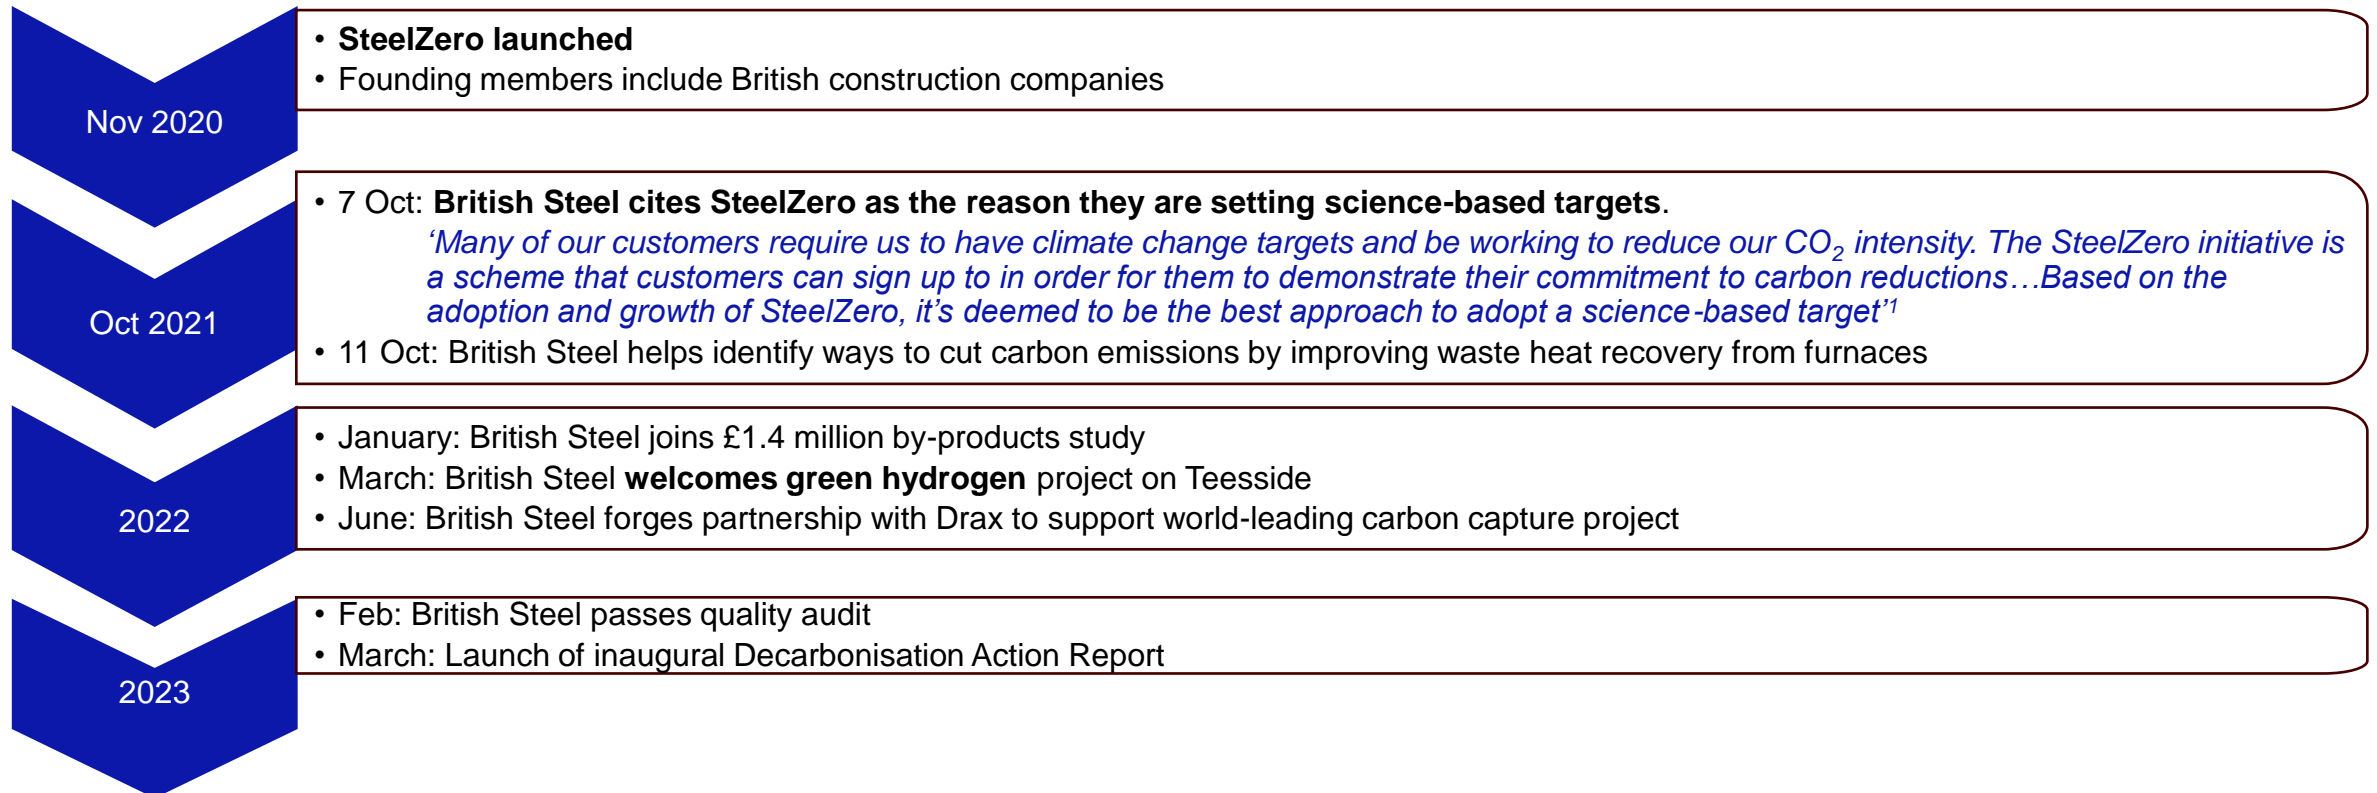 Nov 2020
• SteelZero launched
• Founding members include British construction companies
Oct 2021
• 7 Oct: British Steel cites SteelZero as the reason they are setting science-based targets.
‘Many of our customers require us to have climate change targets and be working to reduce our CO₂ intensity. The SteelZero initiative is
a scheme that customers can sign up to in order for them to demonstrate their commitment to carbon reductions…Based on the
adoption and growth of SteelZero, it’s deemed to be the best approach to adopt a science-based target’¹
• 11 Oct: British Steel helps identify ways to cut carbon emissions by improving waste heat recovery from furnaces
2022
• January: British Steel joins £1.4 million by-products study
• March: British Steel welcomes green hydrogen project on Teesside
• June: British Steel forges partnership with Drax to support world-leading carbon capture project
2023
• Feb: British Steel passes quality audit
• March: Launch of inaugural Decarbonisation Action Report